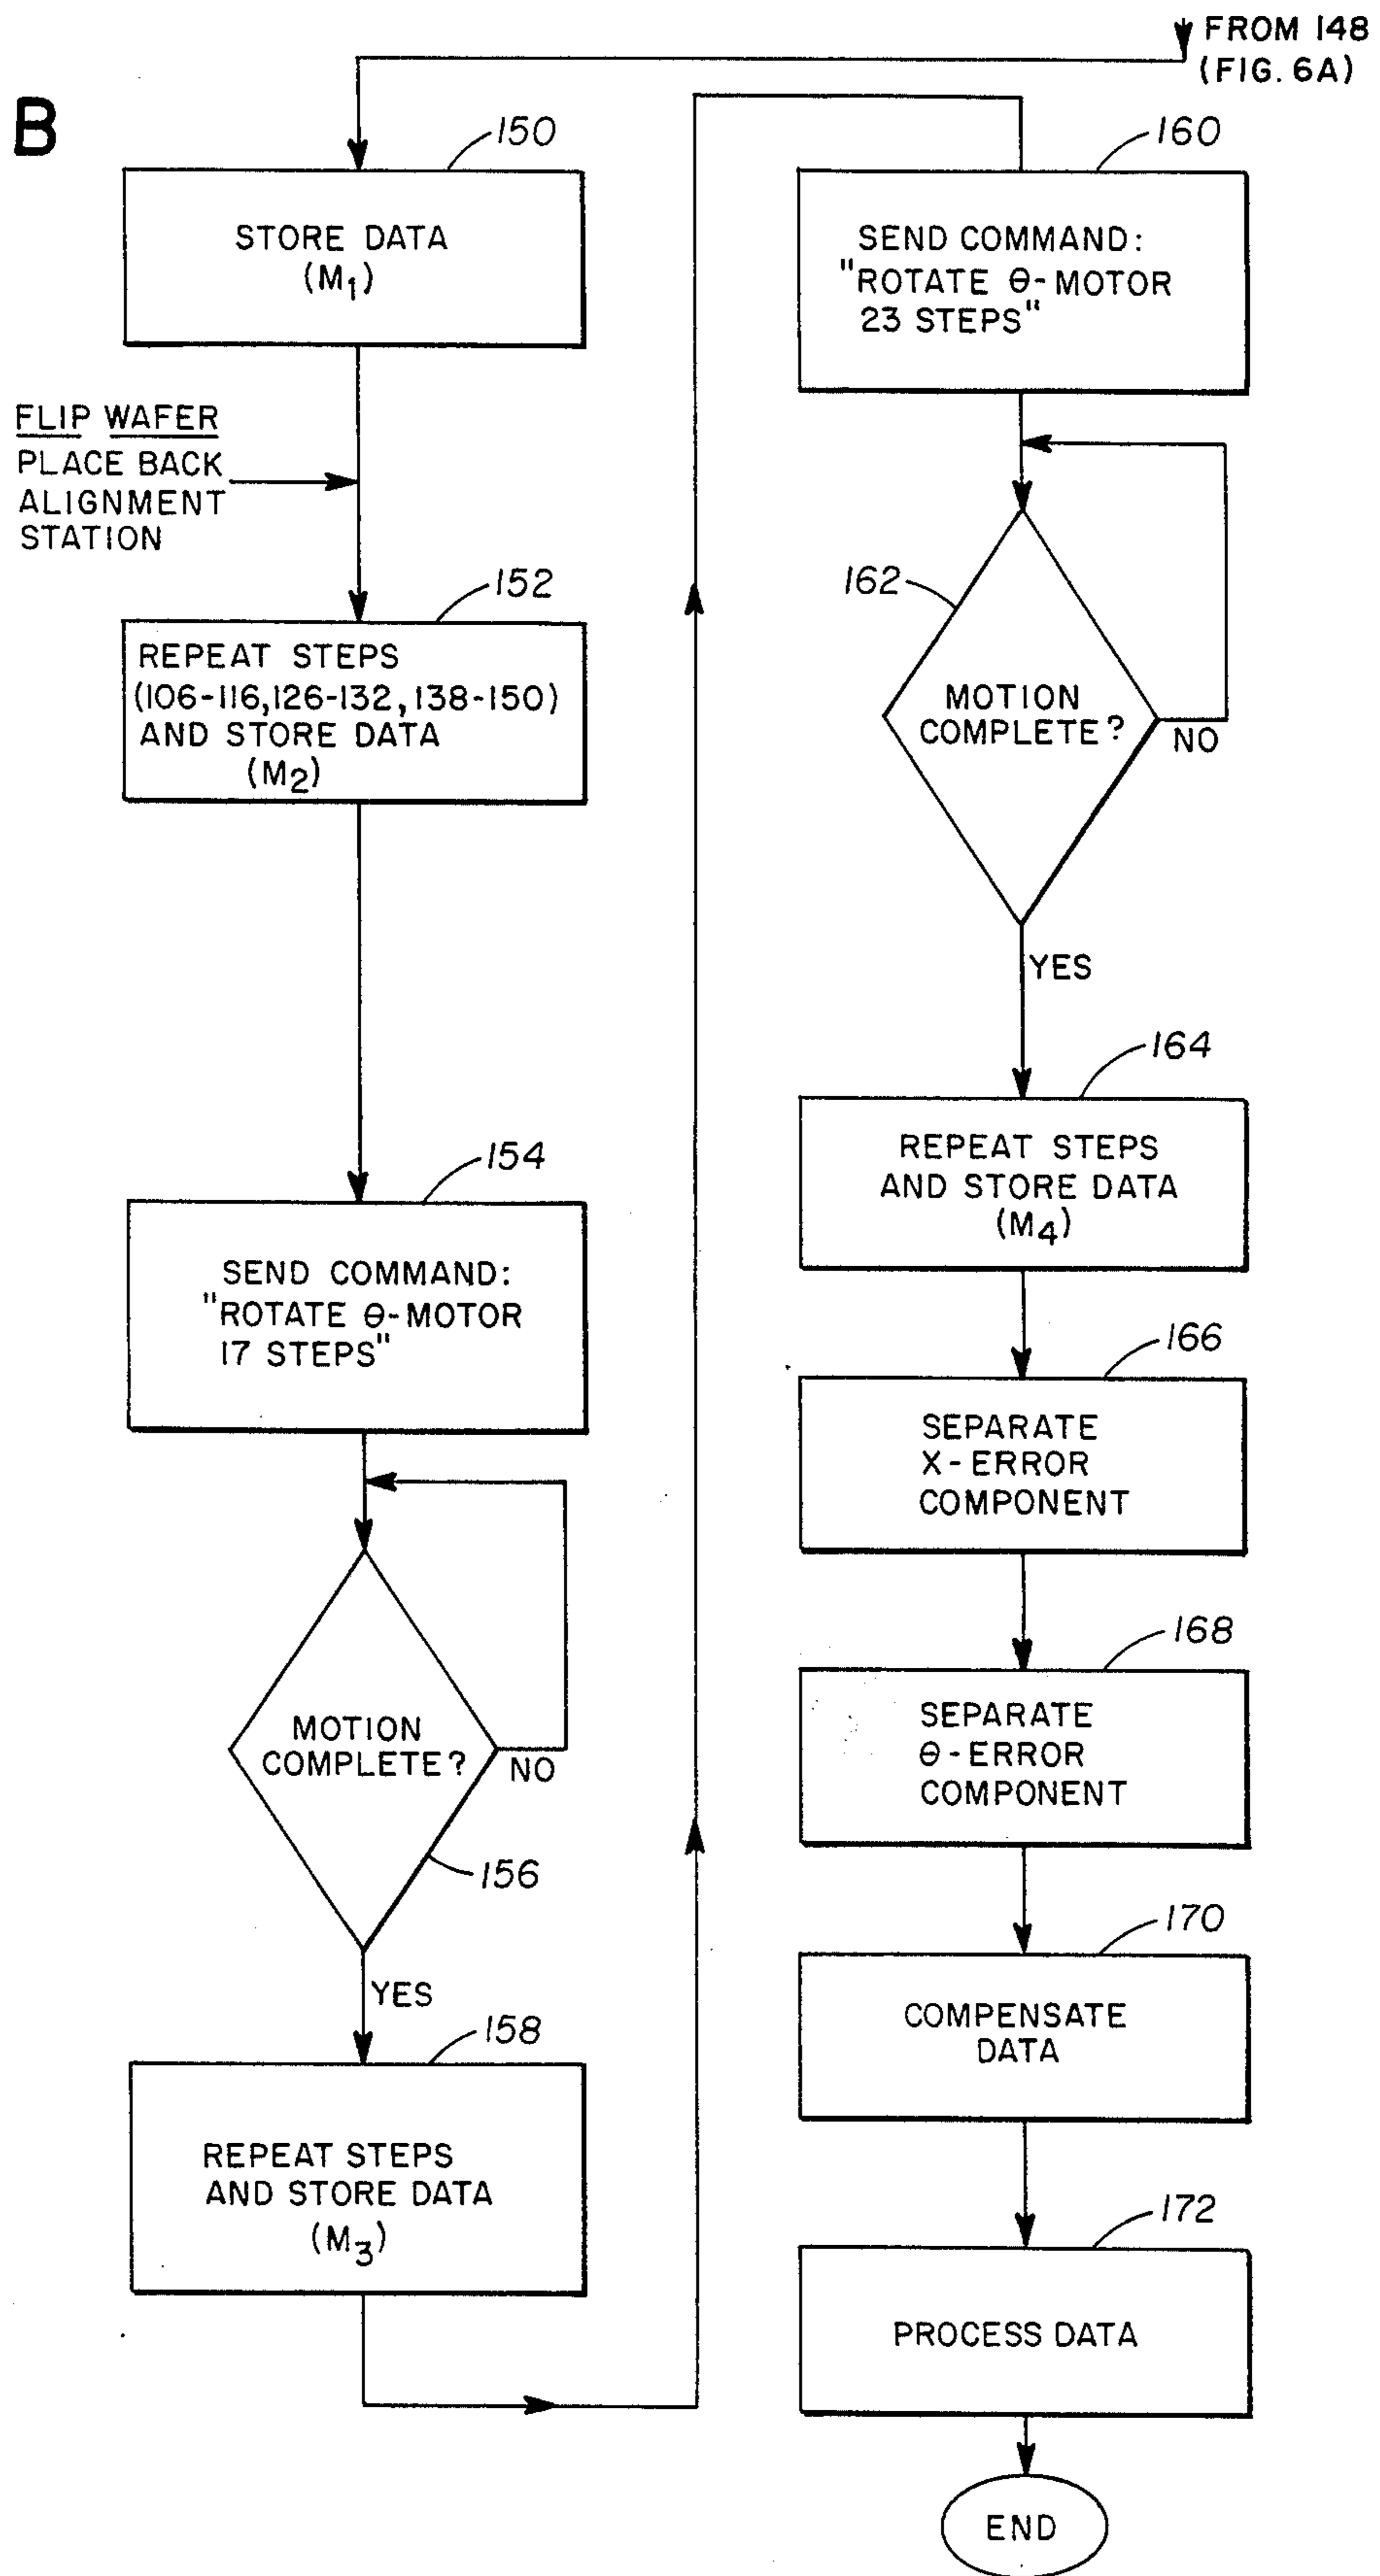 FROM 148
(FIG. 6A)
B
150
STORE DATA
(M1)
FLIP WAFER
PLACE BACK
ALIGNMENT
STATION
152
REPEAT STEPS
(106-116,126-132,138-150)
AND STORE DATA
(M2)
154
SEND COMMAND:
"ROTATE θ-MOTOR
17 STEPS"
MOTION
COMPLETE?
NO
156
YES
158
REPEAT STEPS
AND STORE DATA
(M3)
160
SEND COMMAND:
"ROTATE θ-MOTOR
23 STEPS"
162
MOTION
COMPLETE?
NO
YES
164
REPEAT STEPS
AND STORE DATA
(M4)
166
SEPARATE
X-ERROR
COMPONENT
168
SEPARATE
θ-ERROR
COMPONENT
170
COMPENSATE
DATA
172
PROCESS DATA
END